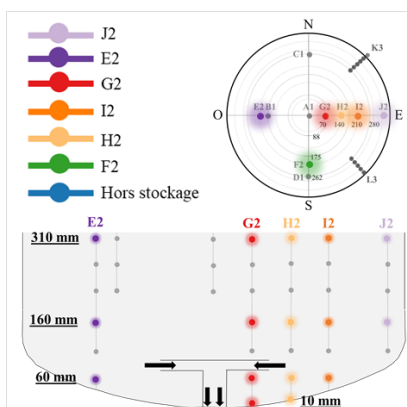 J2
E2
G2
I2
H2
F2
Hors stockage
N
C1
K3
E2 B1 A1 G2 H2 I2 J2
O E
70 140 210 280
88
175
F2
D1 262
L3
S
E2 G2 H2 I2 J2
310 mm
160 mm
60 mm
10 mm